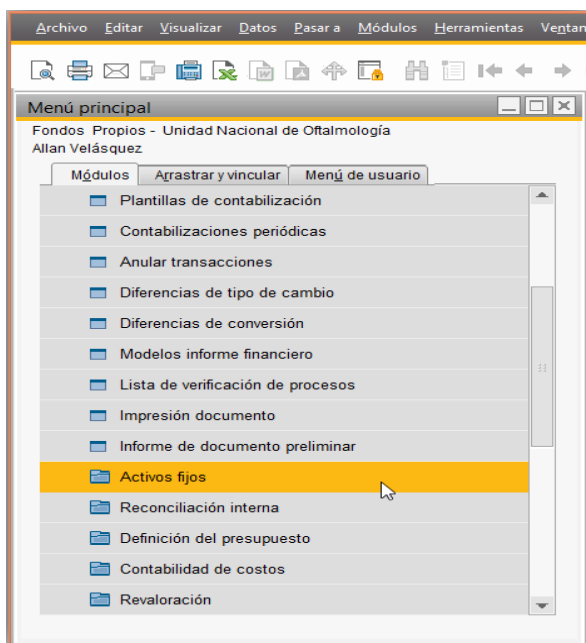 Archivo Editar Visualizar Datos Pasar a Módulos Herramientas Ventan
Menú principal
Fondos Propios - Unidad Nacional de Oftalmología
Allan Velásquez
Módulos Arrastrar y vincular Menú de usuario
Plantillas de contabilización
Contabilizaciones periódicas
Anular transacciones
Diferencias de tipo de cambio
Diferencias de conversión
Modelos informe financiero
Lista de verificación de procesos
Impresión documento
Informe de documento preliminar
Activos fijos
Reconciliación interna
Definición del presupuesto
Contabilidad de costos
Revaloración